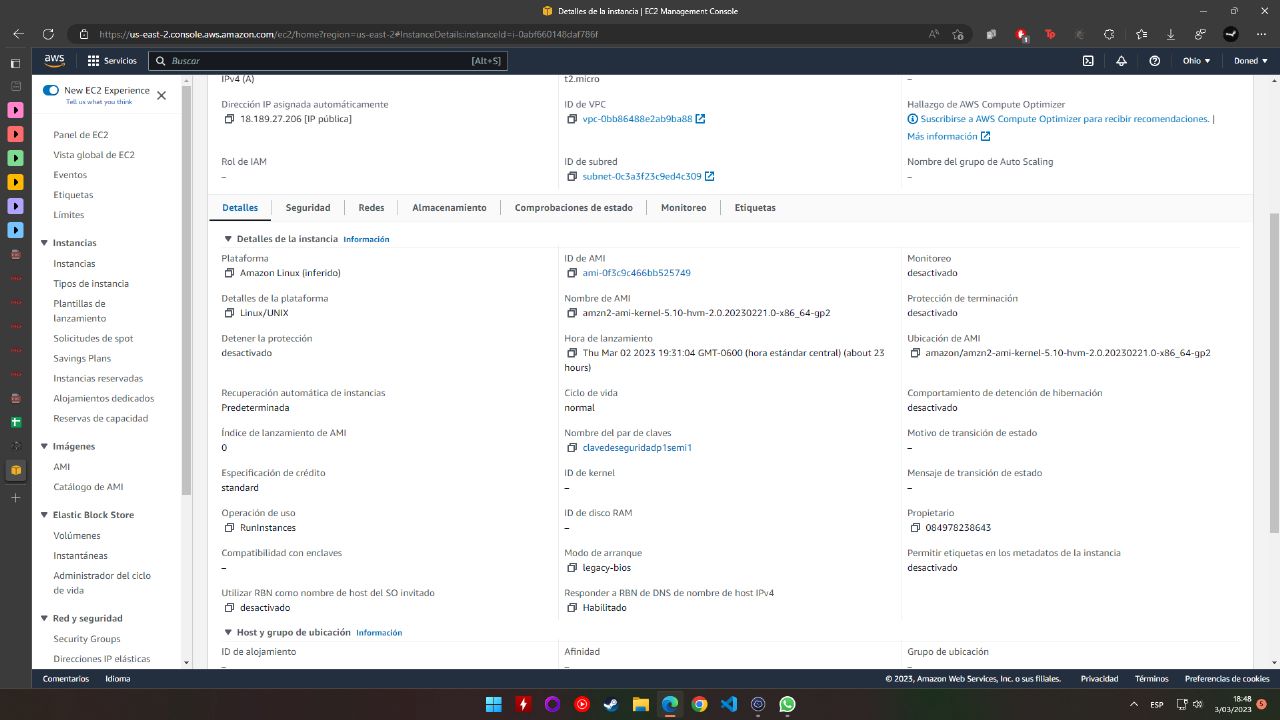 Detalles de la instancia | EC2 Management Console
https://us-east-2.console.aws.amazon.com/ec2/home?region=us-east-2#InstanceDetails:instanceId=i-0abf660148daf786f
aws
Servicios
Buscar
[Alt+S]
Ohio
Doned
New EC2 Experience
Tell us what you think
Panel de EC2
Vista global de EC2
Eventos
Etiquetas
Límites
Instancias
Instancias
Tipos de instancia
Plantillas de
lanzamiento
Solicitudes de spot
Savings Plans
Instancias reservadas
Alojamientos dedicados
Reservas de capacidad
Imágenes
AMI
Catálogo de AMI
Elastic Block Store
Volúmenes
Instantáneas
Administrador del ciclo
de vida
Red y seguridad
Security Groups
Direcciones IP elásticas
IPv4 (A)
t2.micro
–
Dirección IP asignada automáticamente
18.189.27.206 [IP pública]
ID de VPC
vpc-0bb86488e2ab9ba88
Hallazgo de AWS Compute Optimizer
Suscribirse a AWS Compute Optimizer para recibir recomendaciones. |
Más información
Rol de IAM
–
ID de subred
subnet-0c3a3f23c9ed4c309
Nombre del grupo de Auto Scaling
–
Detalles
Seguridad
Redes
Almacenamiento
Comprobaciones de estado
Monitoreo
Etiquetas
Detalles de la instancia Información
Plataforma
Amazon Linux (inferido)
ID de AMI
ami-0f3c9c466bb525749
Monitoreo
desactivado
Detalles de la plataforma
Linux/UNIX
Nombre de AMI
amzn2-ami-kernel-5.10-hvm-2.0.20230221.0-x86_64-gp2
Protección de terminación
desactivado
Detener la protección
desactivado
Hora de lanzamiento
Thu Mar 02 2023 19:31:04 GMT-0600 (hora estándar central) (about 23
hours)
Ubicación de AMI
amazon/amzn2-ami-kernel-5.10-hvm-2.0.20230221.0-x86_64-gp2
Recuperación automática de instancias
Predeterminada
Ciclo de vida
normal
Comportamiento de detención de hibernación
desactivado
Índice de lanzamiento de AMI
0
Nombre del par de claves
clavedeseguridadp1semi1
Motivo de transición de estado
–
Especificación de crédito
standard
ID de kernel
–
Mensaje de transición de estado
–
Operación de uso
RunInstances
ID de disco RAM
–
Propietario
084978238643
Compatibilidad con enclaves
–
Modo de arranque
legacy-bios
Permitir etiquetas en los metadatos de la instancia
desactivado
Utilizar RBN como nombre de host del SO invitado
desactivado
Responder a RBN de DNS de nombre de host IPv4
Habilitado
Host y grupo de ubicación Información
ID de alojamiento
–
Afinidad
–
Grupo de ubicación
–
Comentarios
Idioma
© 2023, Amazon Web Services, Inc. o sus filiales.
Privacidad
Términos
Preferencias de cookies
ESP
18:48
3/03/2023
5